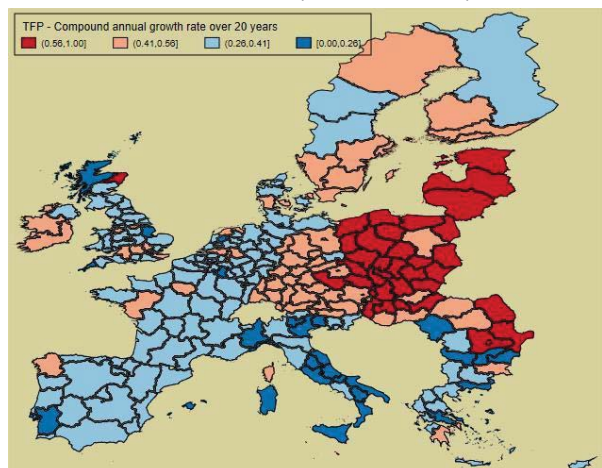 TFP - Compound annual growth rate over 20 years
(0.56,1.00] (0.41,0.56] (0.26,0.41] [0.00,0.26]